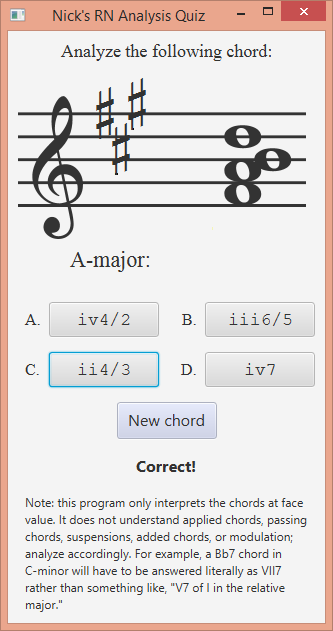 Nick's RN Analysis Quiz
Analyze the following chord:
A-major:
A. iv4/2 B. iii6/5
C. ii4/3 D. iv7
New chord
Correct!
Note: this program only interprets the chords at face
value. It does not understand applied chords, passing
chords, suspensions, added chords, or modulation;
analyze accordingly. For example, a Bb7 chord in
C-minor will have to be answered literally as VII7
rather than something like, "V7 of I in the relative
major."